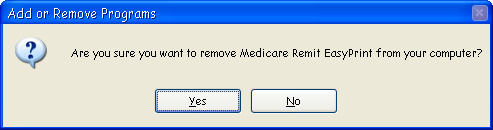 Add or Remove Programs
Are you sure you want to remove Medicare Remit EasyPrint from your computer?
Yes No